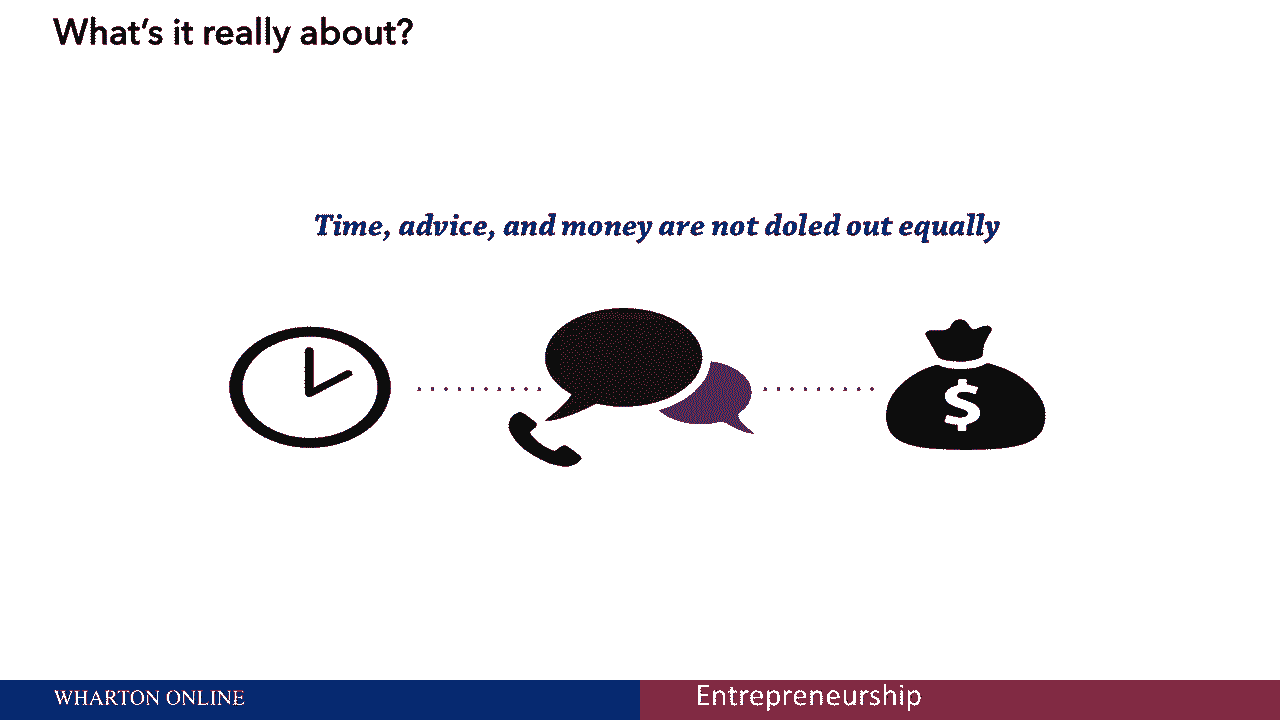 What's it really about?
Time, advice, and money are not doled out equally
$
WHARTON ONLINE
Entrepreneurship